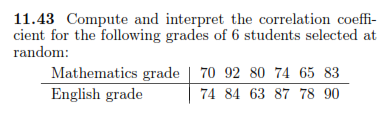 11.43 Compute and interpret the correlation coeffi-
cient for the following grades of 6 students selected at
random:
Mathematics grade | 70 92 80 74 65 83
English grade | 74 84 63 87 78 90